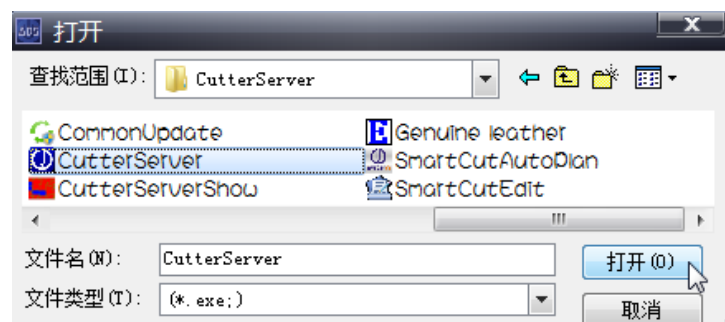 打开
查找范围(I): CutterServer
CommonUpdate Genuine leather
CutterServer SmartCutAutoPlan
CutterServerShow SmartCutEdit
文件名(N): CutterServer 打开(O)
文件类型(T): (*.exe;) 取消